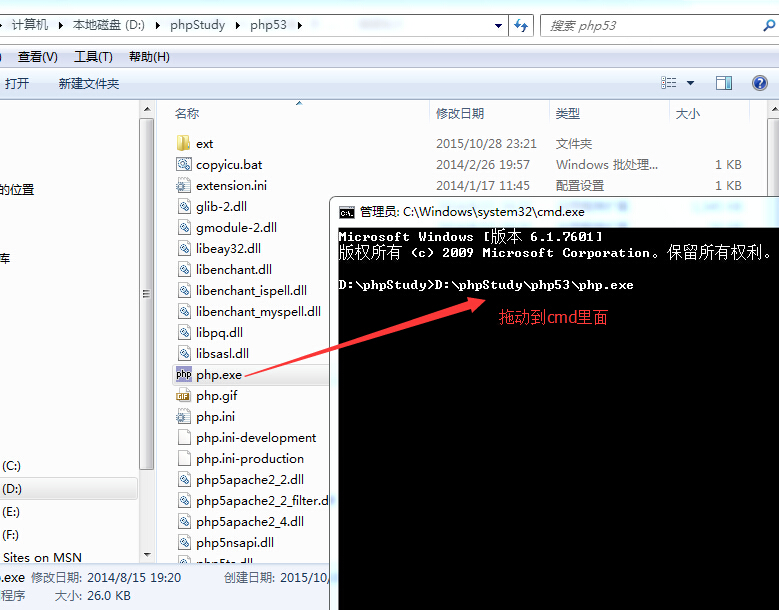 计算机 ▸ 本地磁盘 (D:) ▸ phpStudy ▸ php53 ▸
搜索 php53
查看(V) 工具(T) 帮助(H)
打开 新建文件夹
名称 修改日期 类型 大小
ext 2015/10/28 23:21 文件夹
copyicu.bat 2014/2/26 19:57 Windows 批处理... 1 KB
extension.ini 2014/1/17 11:45 配置设置 1 KB
的位置
glib-2.dll
gmodule-2.dll
libeay32.dll
库
libenchant.dll
libenchant_ispell.dll
libenchant_myspell.dll
libpq.dll
libsasl.dll
php.exe
php.gif
php.ini
php.ini-development
php.ini-production
php5apache2_2.dll
php5apache2_2_filter.d
php5apache2_4.dll
php5nsapi.dll
(C:)
(D:)
(E:)
(F:)
Sites on MSN
管理员: C:\Windows\system32\cmd.exe
Microsoft Windows [版本 6.1.7601]
版权所有 (c) 2009 Microsoft Corporation。保留所有权利。
D:\phpStudy>D:\phpStudy\php53\php.exe
拖动到cmd里面
.exe 修改日期: 2014/8/15 19:20 创建日期: 2015/10/
程序 大小: 26.0 KB